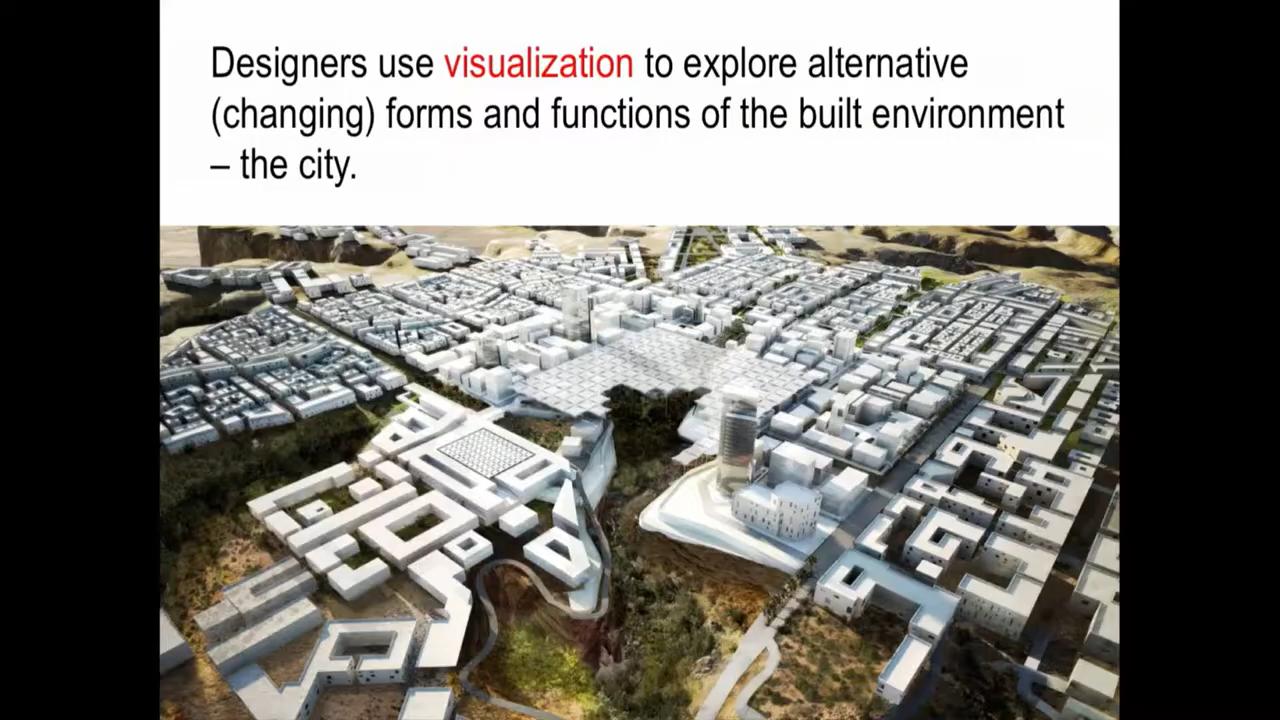 Designers use visualization to explore alternative
(changing) forms and functions of the built environment
– the city.